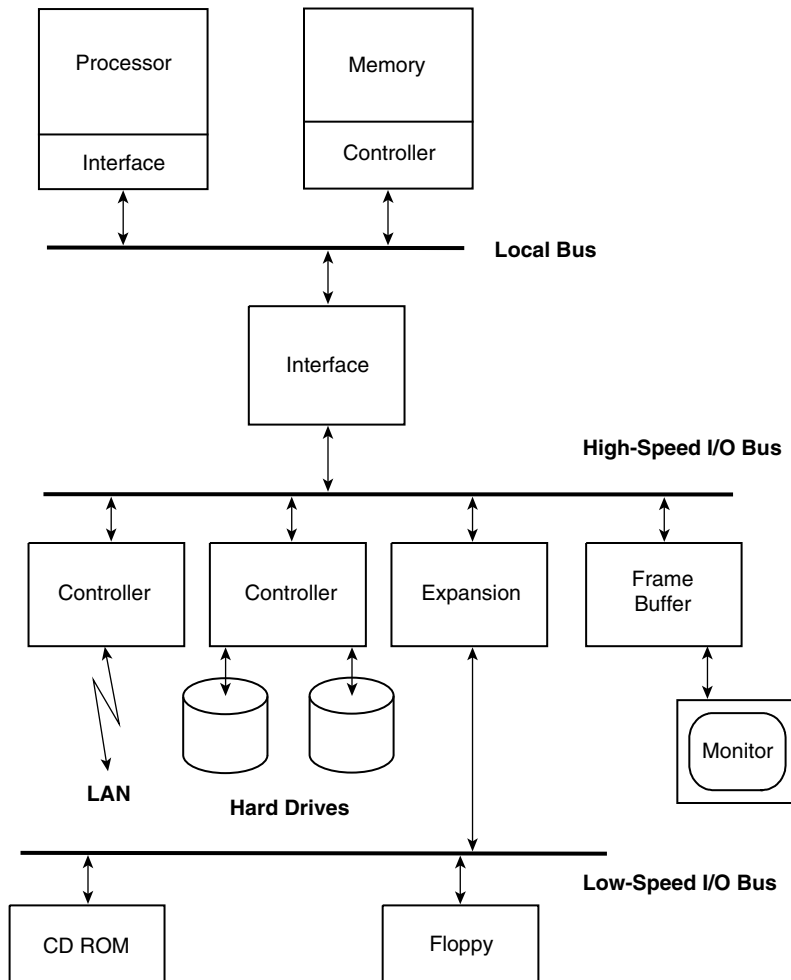 Processor
Memory
Interface
Controller
Local Bus
Interface
High-Speed I/O Bus
Controller
Controller
Expansion
Frame
Buffer
Monitor
LAN
Hard Drives
Low-Speed I/O Bus
CD ROM
Floppy